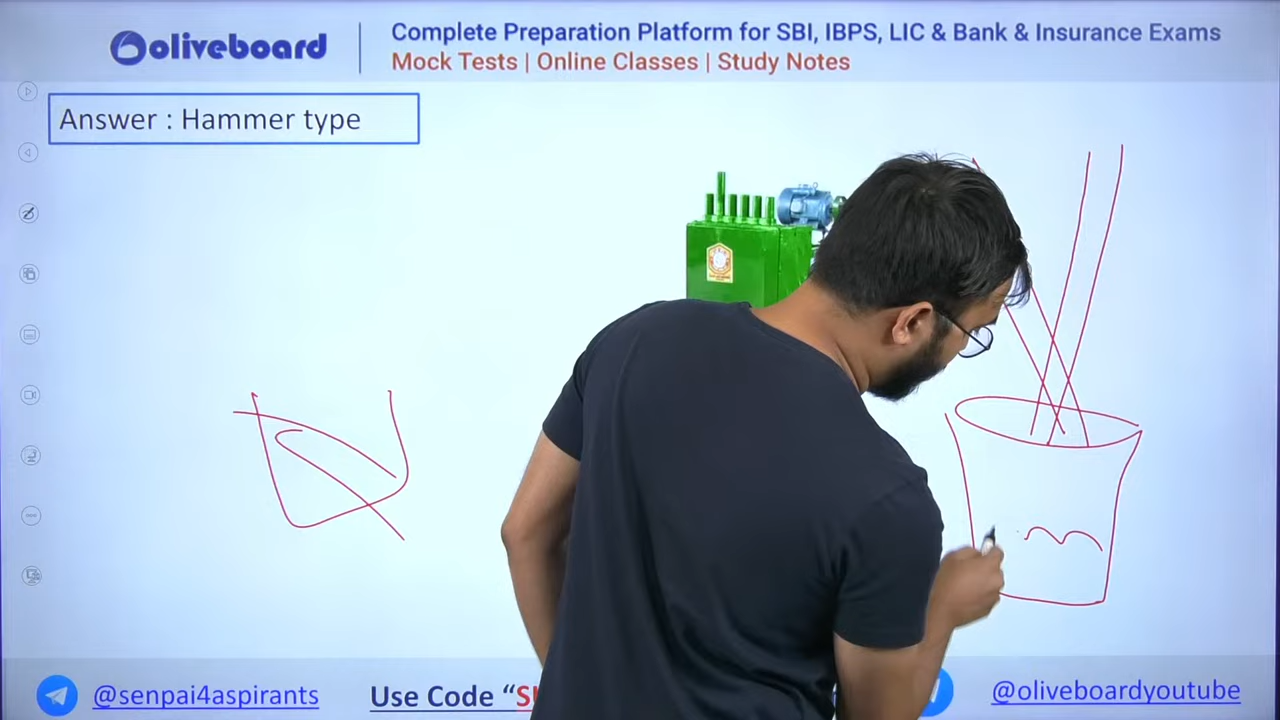 oliveboard
Complete Preparation Platform for SBI, IBPS, LIC & Bank & Insurance Exams
Mock Tests | Online Classes | Study Notes
Answer : Hammer type
@senpai4aspirants
Use Code “
@oliveboardyoutube